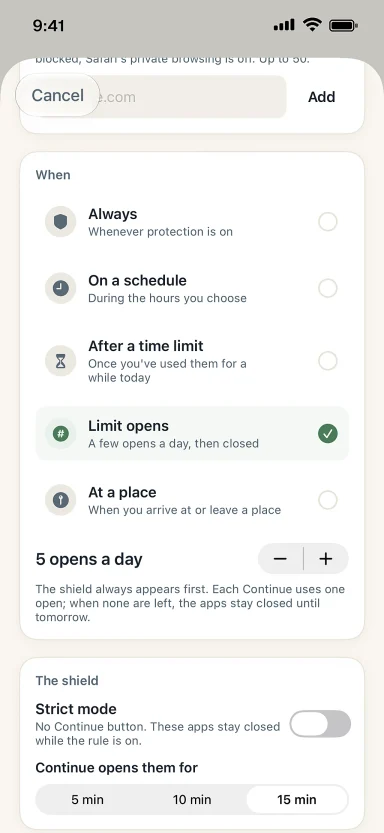 9:41
blocked, Safari's private browsing is on. Up to 50.
Cancel
e.com
Add
When
Always
Whenever protection is on
On a schedule
During the hours you choose
After a time limit
Once you've used them for a
while today
#
Limit opens
A few opens a day, then closed
At a place
When you arrive at or leave a place
5 opens a day
− +
The shield always appears first. Each Continue uses one
open; when none are left, the apps stay closed until
tomorrow.
The shield
Strict mode
No Continue button. These apps stay closed
while the rule is on.
Continue opens them for
5 min 10 min 15 min